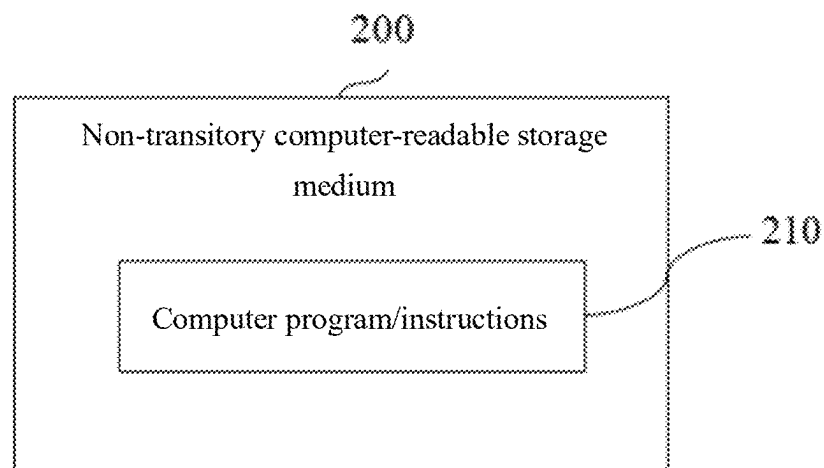 200
Non-transitory computer-readable storage
medium
210
Computer program/instructions